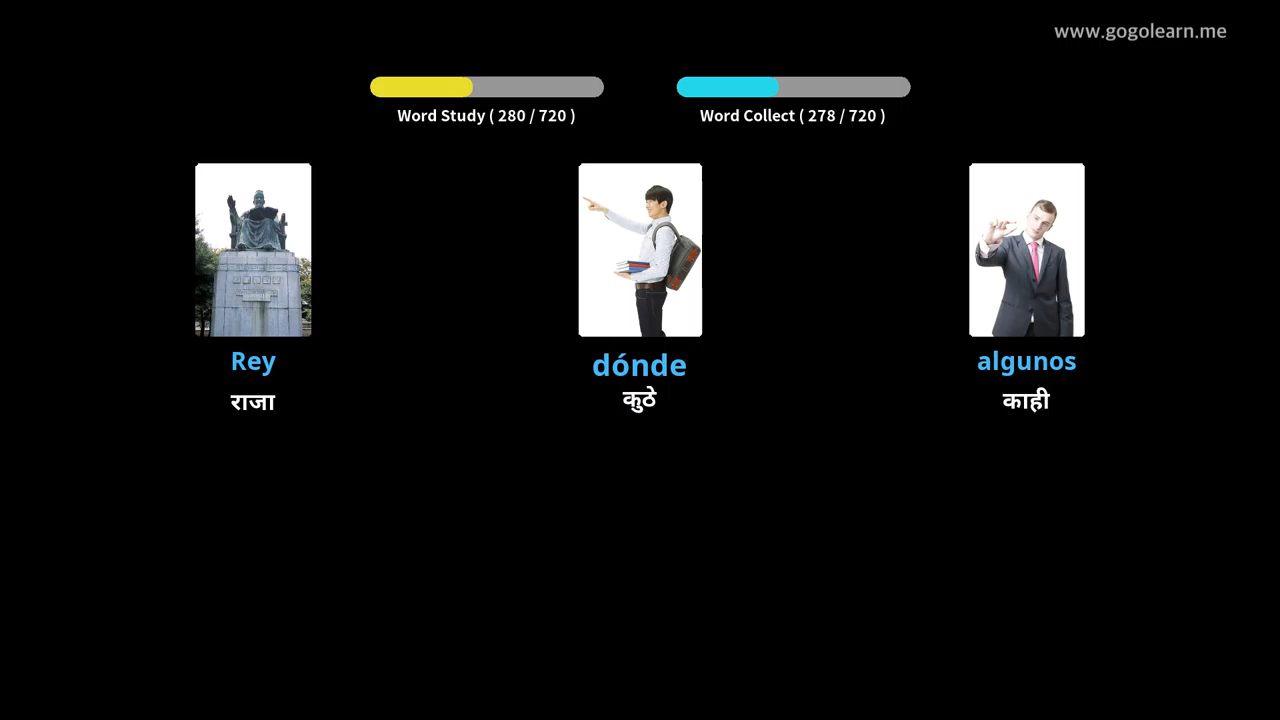 www.gogolearn.me
Word Study ( 280 / 720 )
Word Collect ( 278 / 720 )
Rey
dónde
algunos
राजा
कुठे
काही